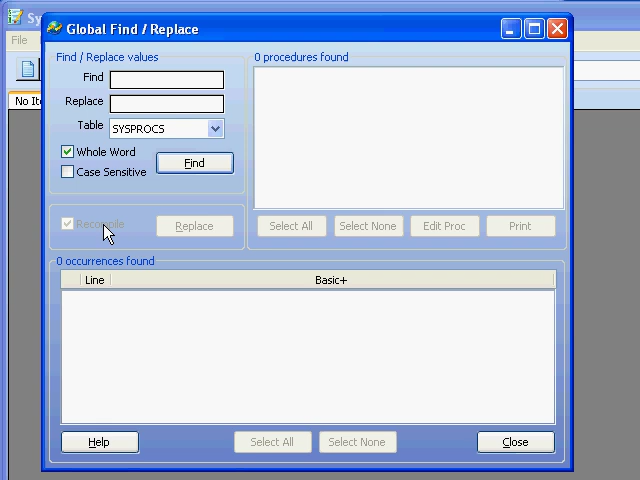 Sy
Global Find / Replace
File
Find / Replace values
0 procedures found
Find
Replace
Table SYSPROCS
No Ite
Whole Word
Case Sensitive
Find
Reconcile
Replace
Select All Select None Edit Proc Print
0 occurrences found
Line Basic+
Help Select All Select None Close